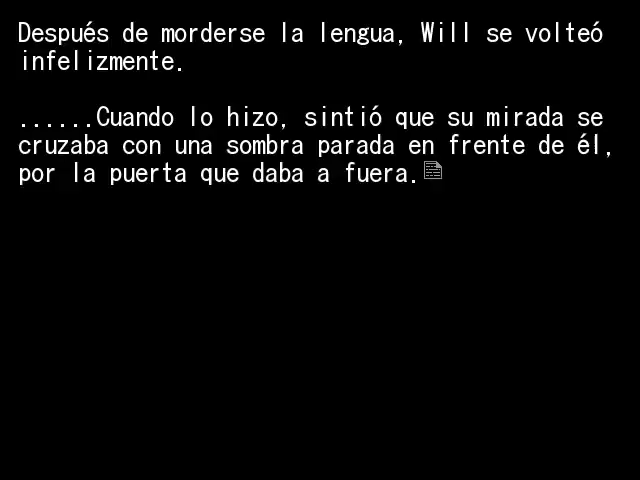 Después de morderse la lengua, Will se volteó
infelizmente.
......Cuando lo hizo, sintió que su mirada se
cruzaba con una sombra parada en frente de él,
por la puerta que daba a fuera.